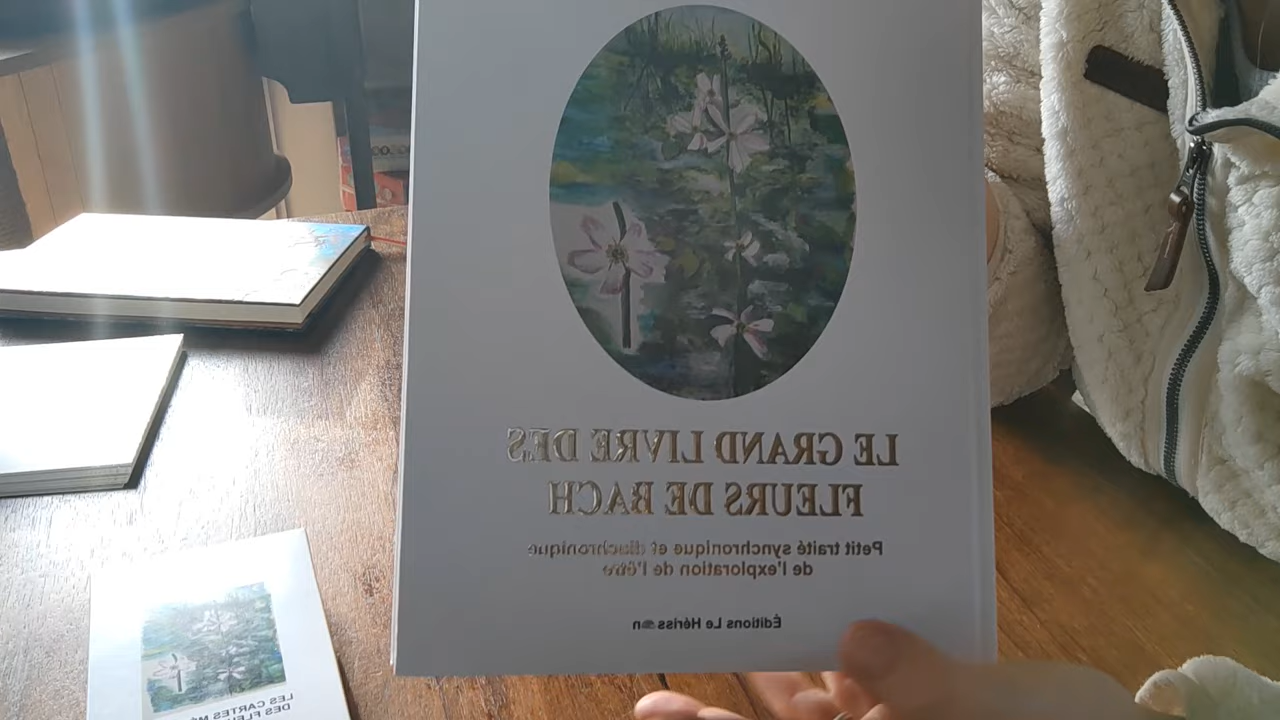 LE GRAND LIVRE DES
FLEURS DE BACH
Petit traité synchronique et diachronique
de l'exploration de l'être
Éditions Le Hérisson
LES CARTES